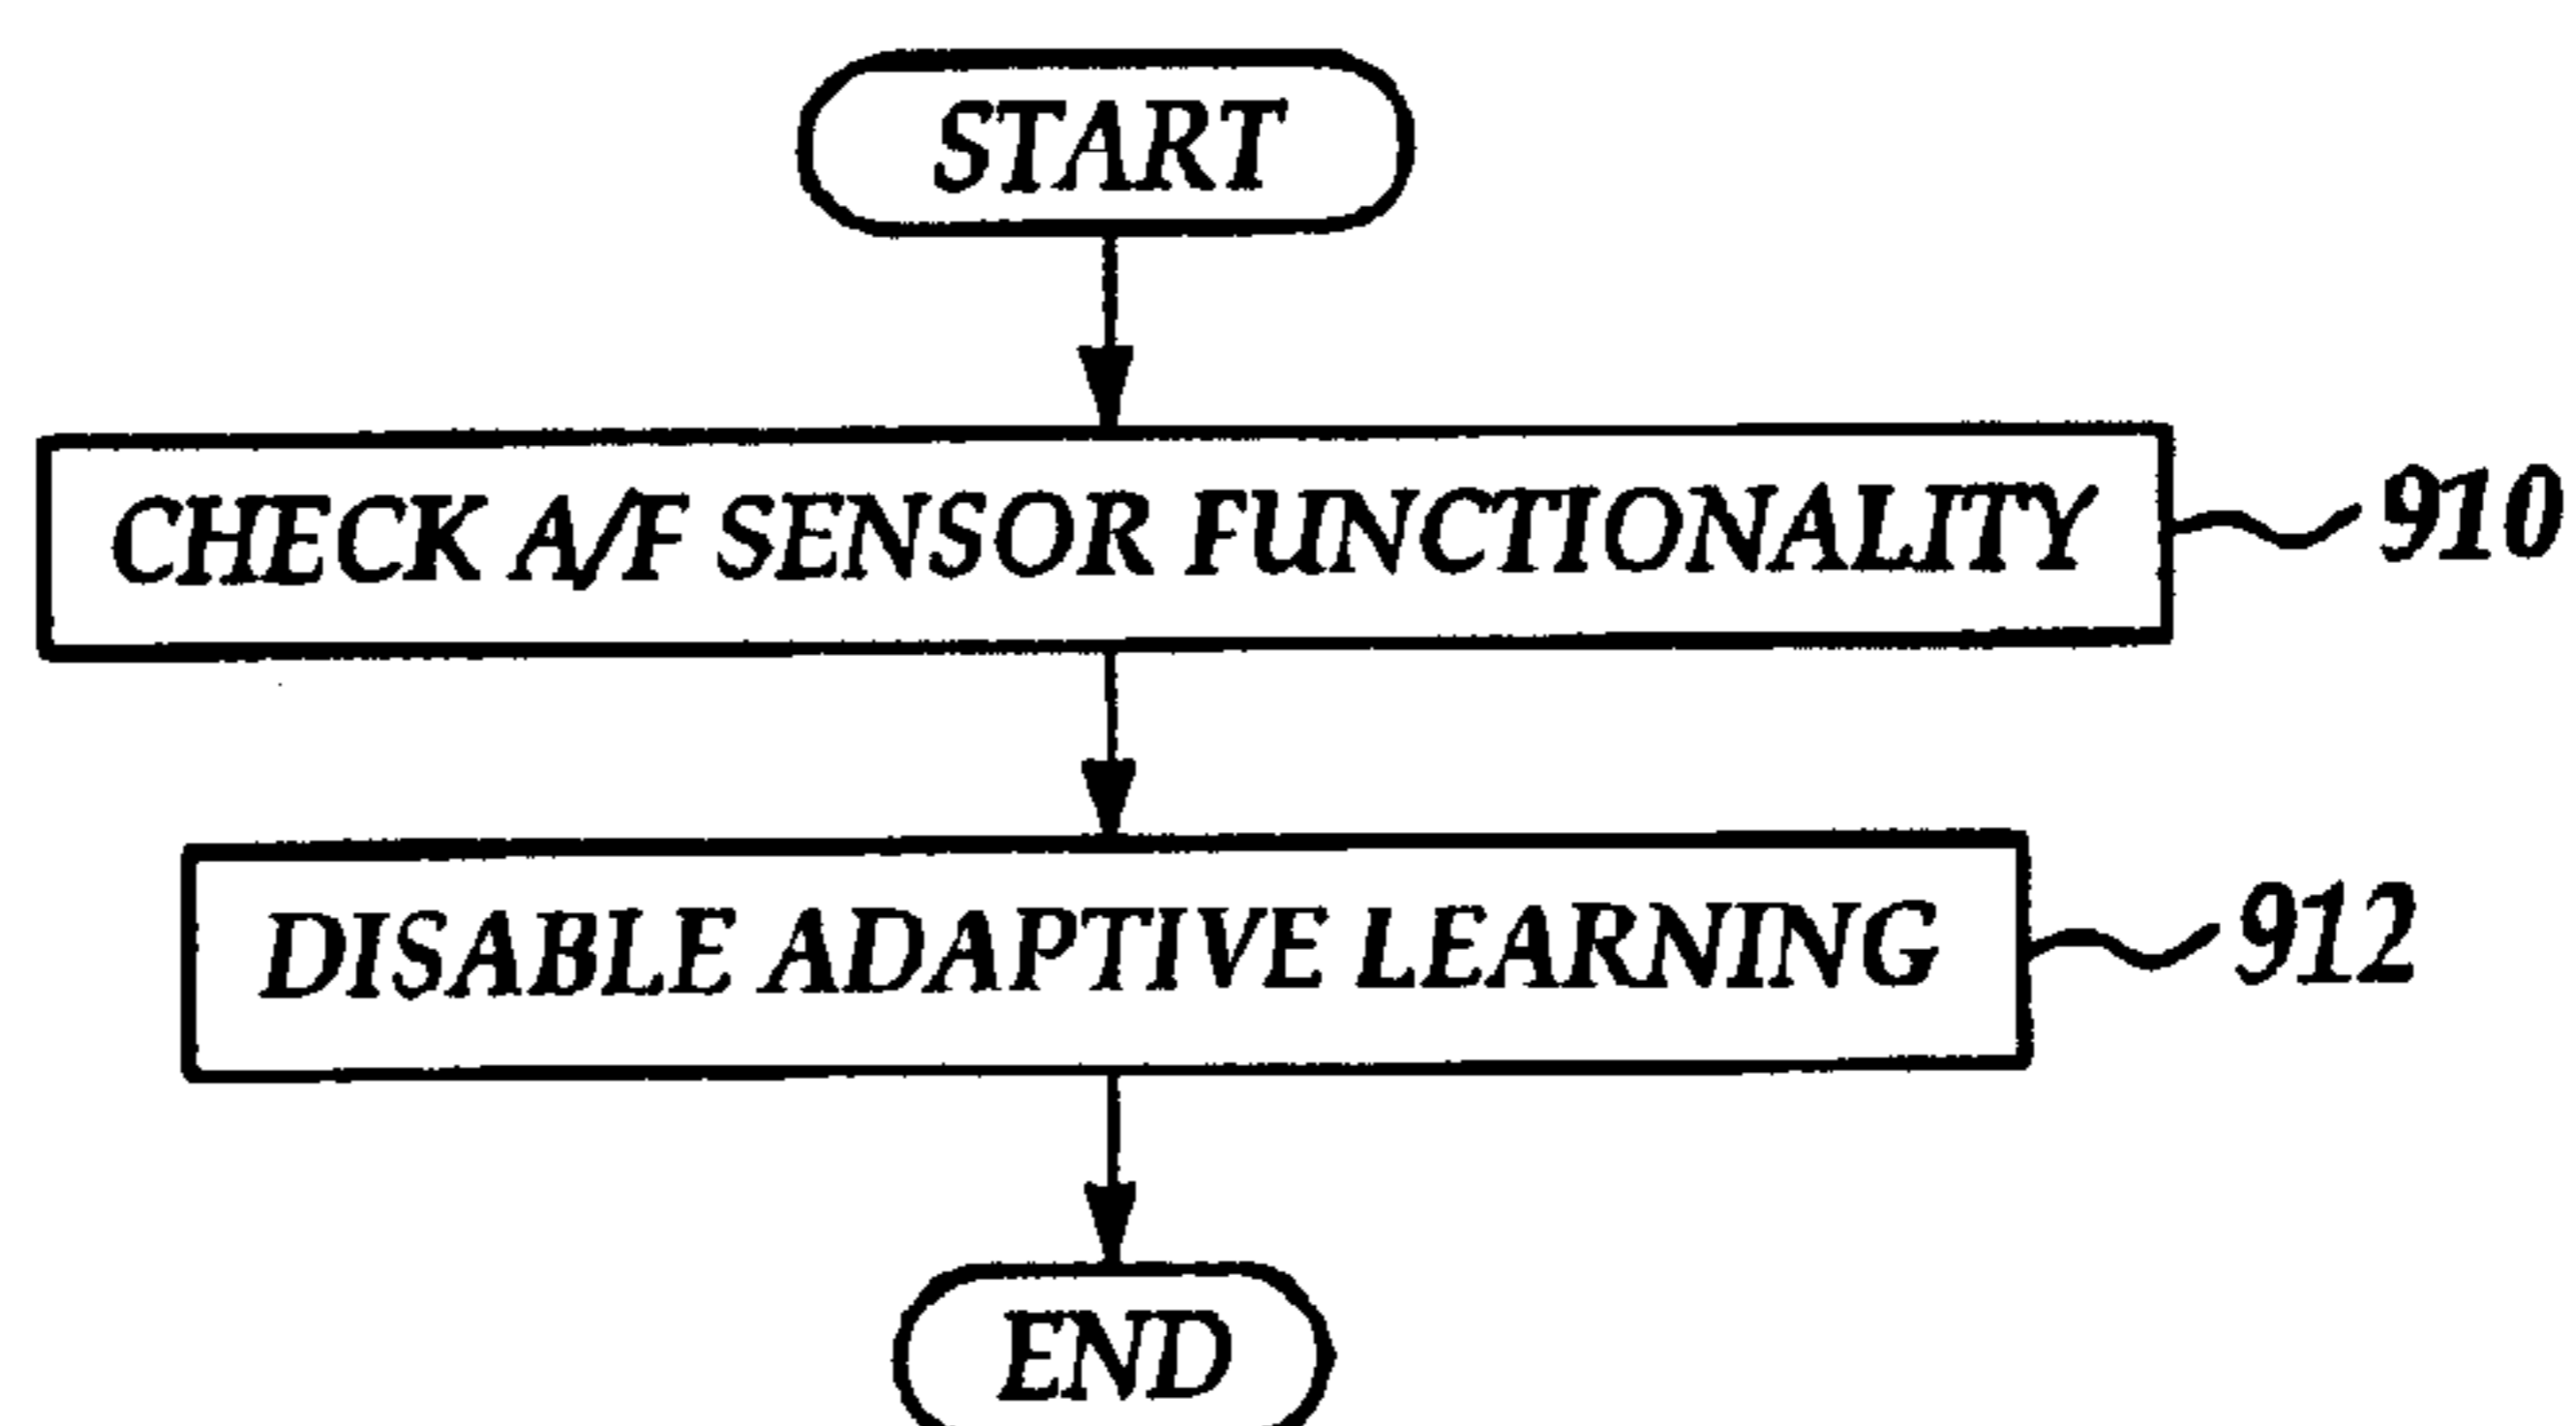 START
CHECK A/F SENSOR FUNCTIONALITY
910
DISABLE ADAPTIVE LEARNING
912
END